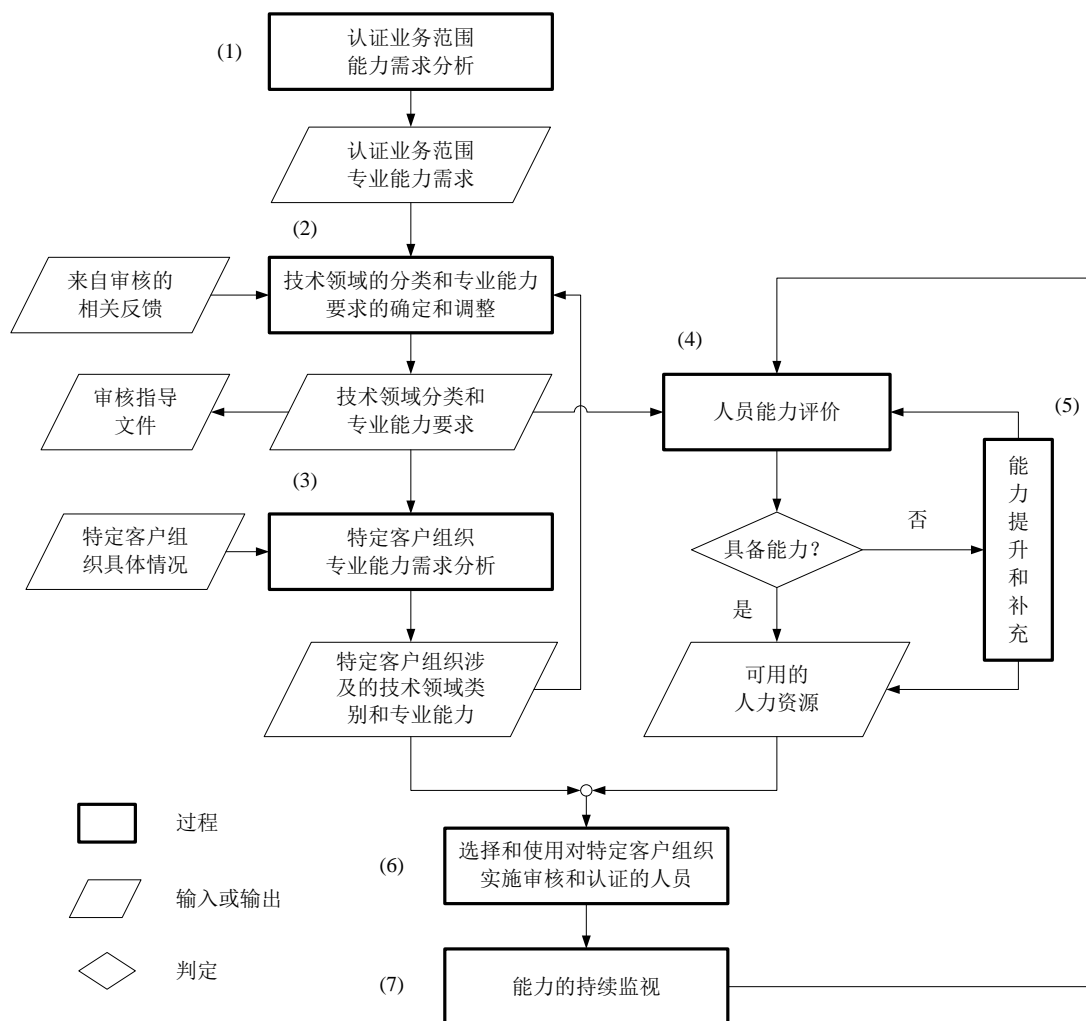 (1)
认证业务范围
能力需求分析
认证业务范围
专业能力需求
(2)
来自审核的
相关反馈
技术领域的分类和专业能力
要求的确定和调整
审核指导
文件
技术领域分类和
专业能力要求
(3)
特定客户组
织具体情况
特定客户组织
专业能力需求分析
特定客户组织涉
及的技术领域类
别和专业能力
(4)
人员能力评价
(5)
具备能力?
否
是
能
力
提
升
和
补
充
可用的
人力资源
(6)
选择和使用对特定客户组织
实施审核和认证的人员
(7)
能力的持续监视
过程
输入或输出
判定